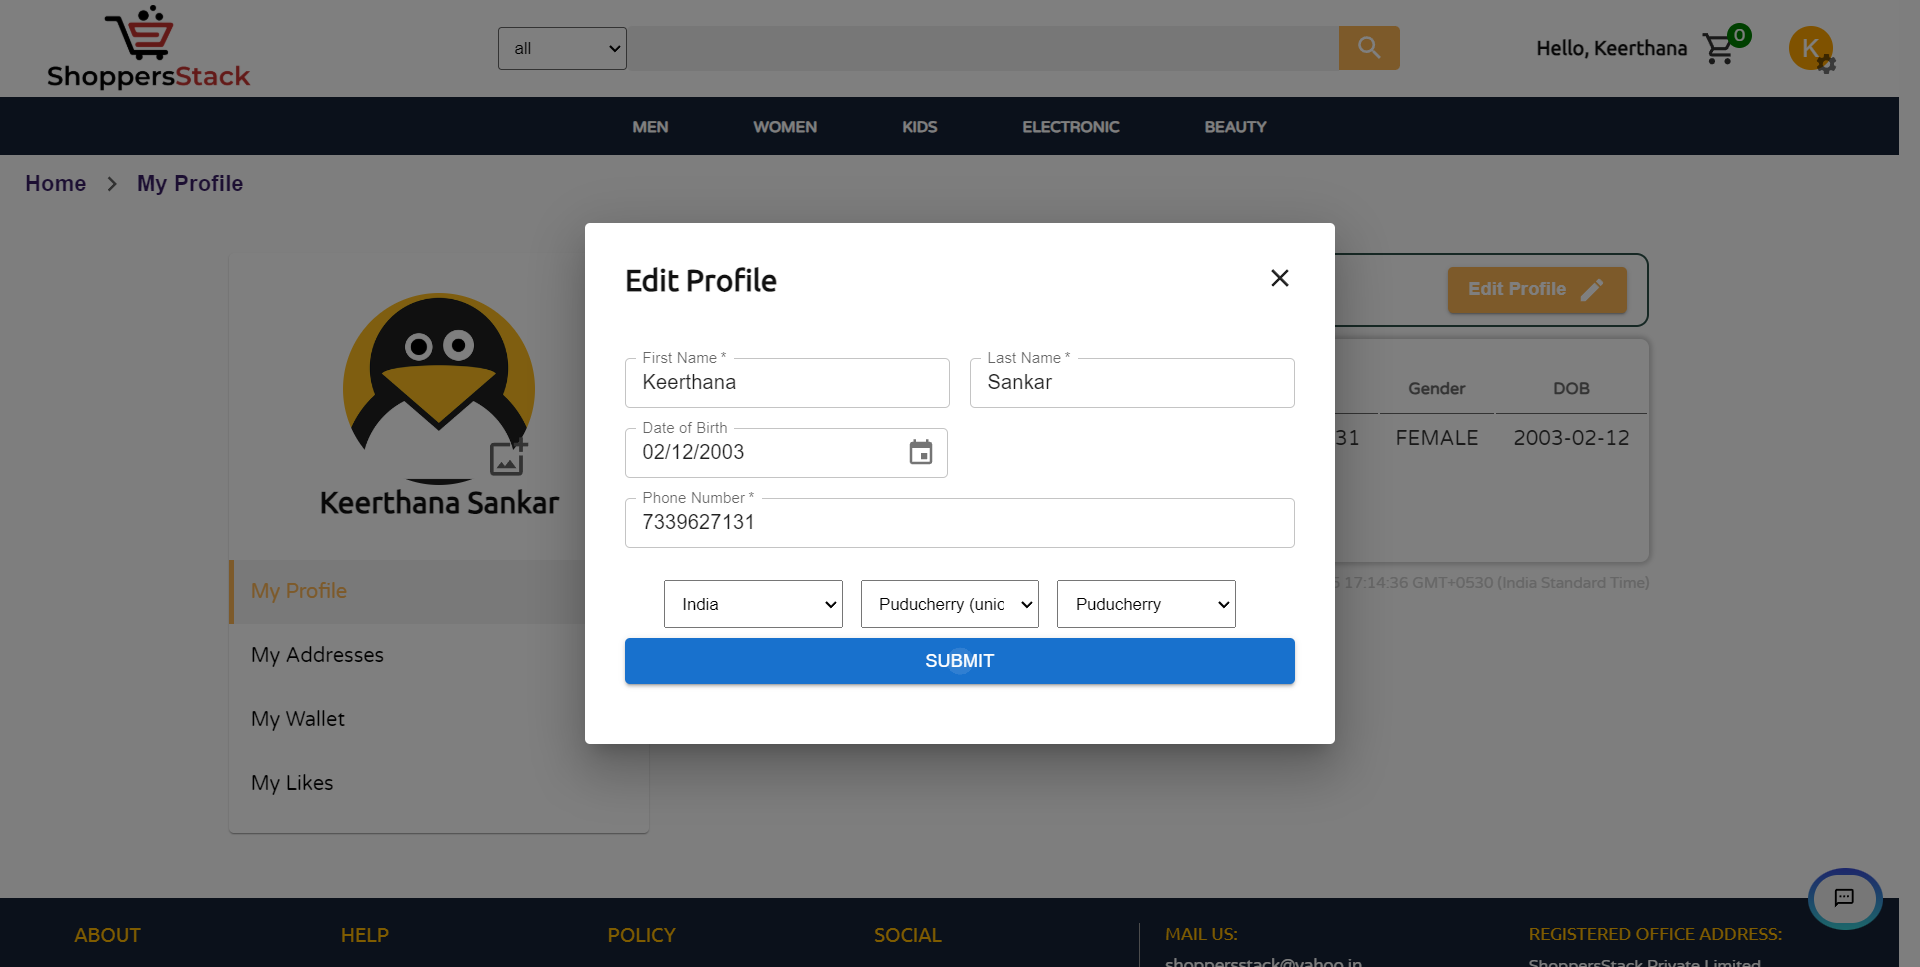 ShoppersStack
all
Hello, Keerthana
0
K
MEN WOMEN KIDS ELECTRONIC BEAUTY
Home > My Profile
Edit Profile
Edit Profile
First Name *
Keerthana
Last Name *
Sankar
Gender DOB
Date of Birth
02/12/2003
31 FEMALE 2003-02-12
Phone Number *
7339627131
Keerthana Sankar
17:14:36 GMT+0530 (India Standard Time)
India Puducherry (unic Puducherry
SUBMIT
My Profile
My Addresses
My Wallet
My Likes
ABOUT HELP POLICY SOCIAL MAIL US: REGISTERED OFFICE ADDRESS:
shoppersstack@yahoo.in ShoppersStack Private Limited